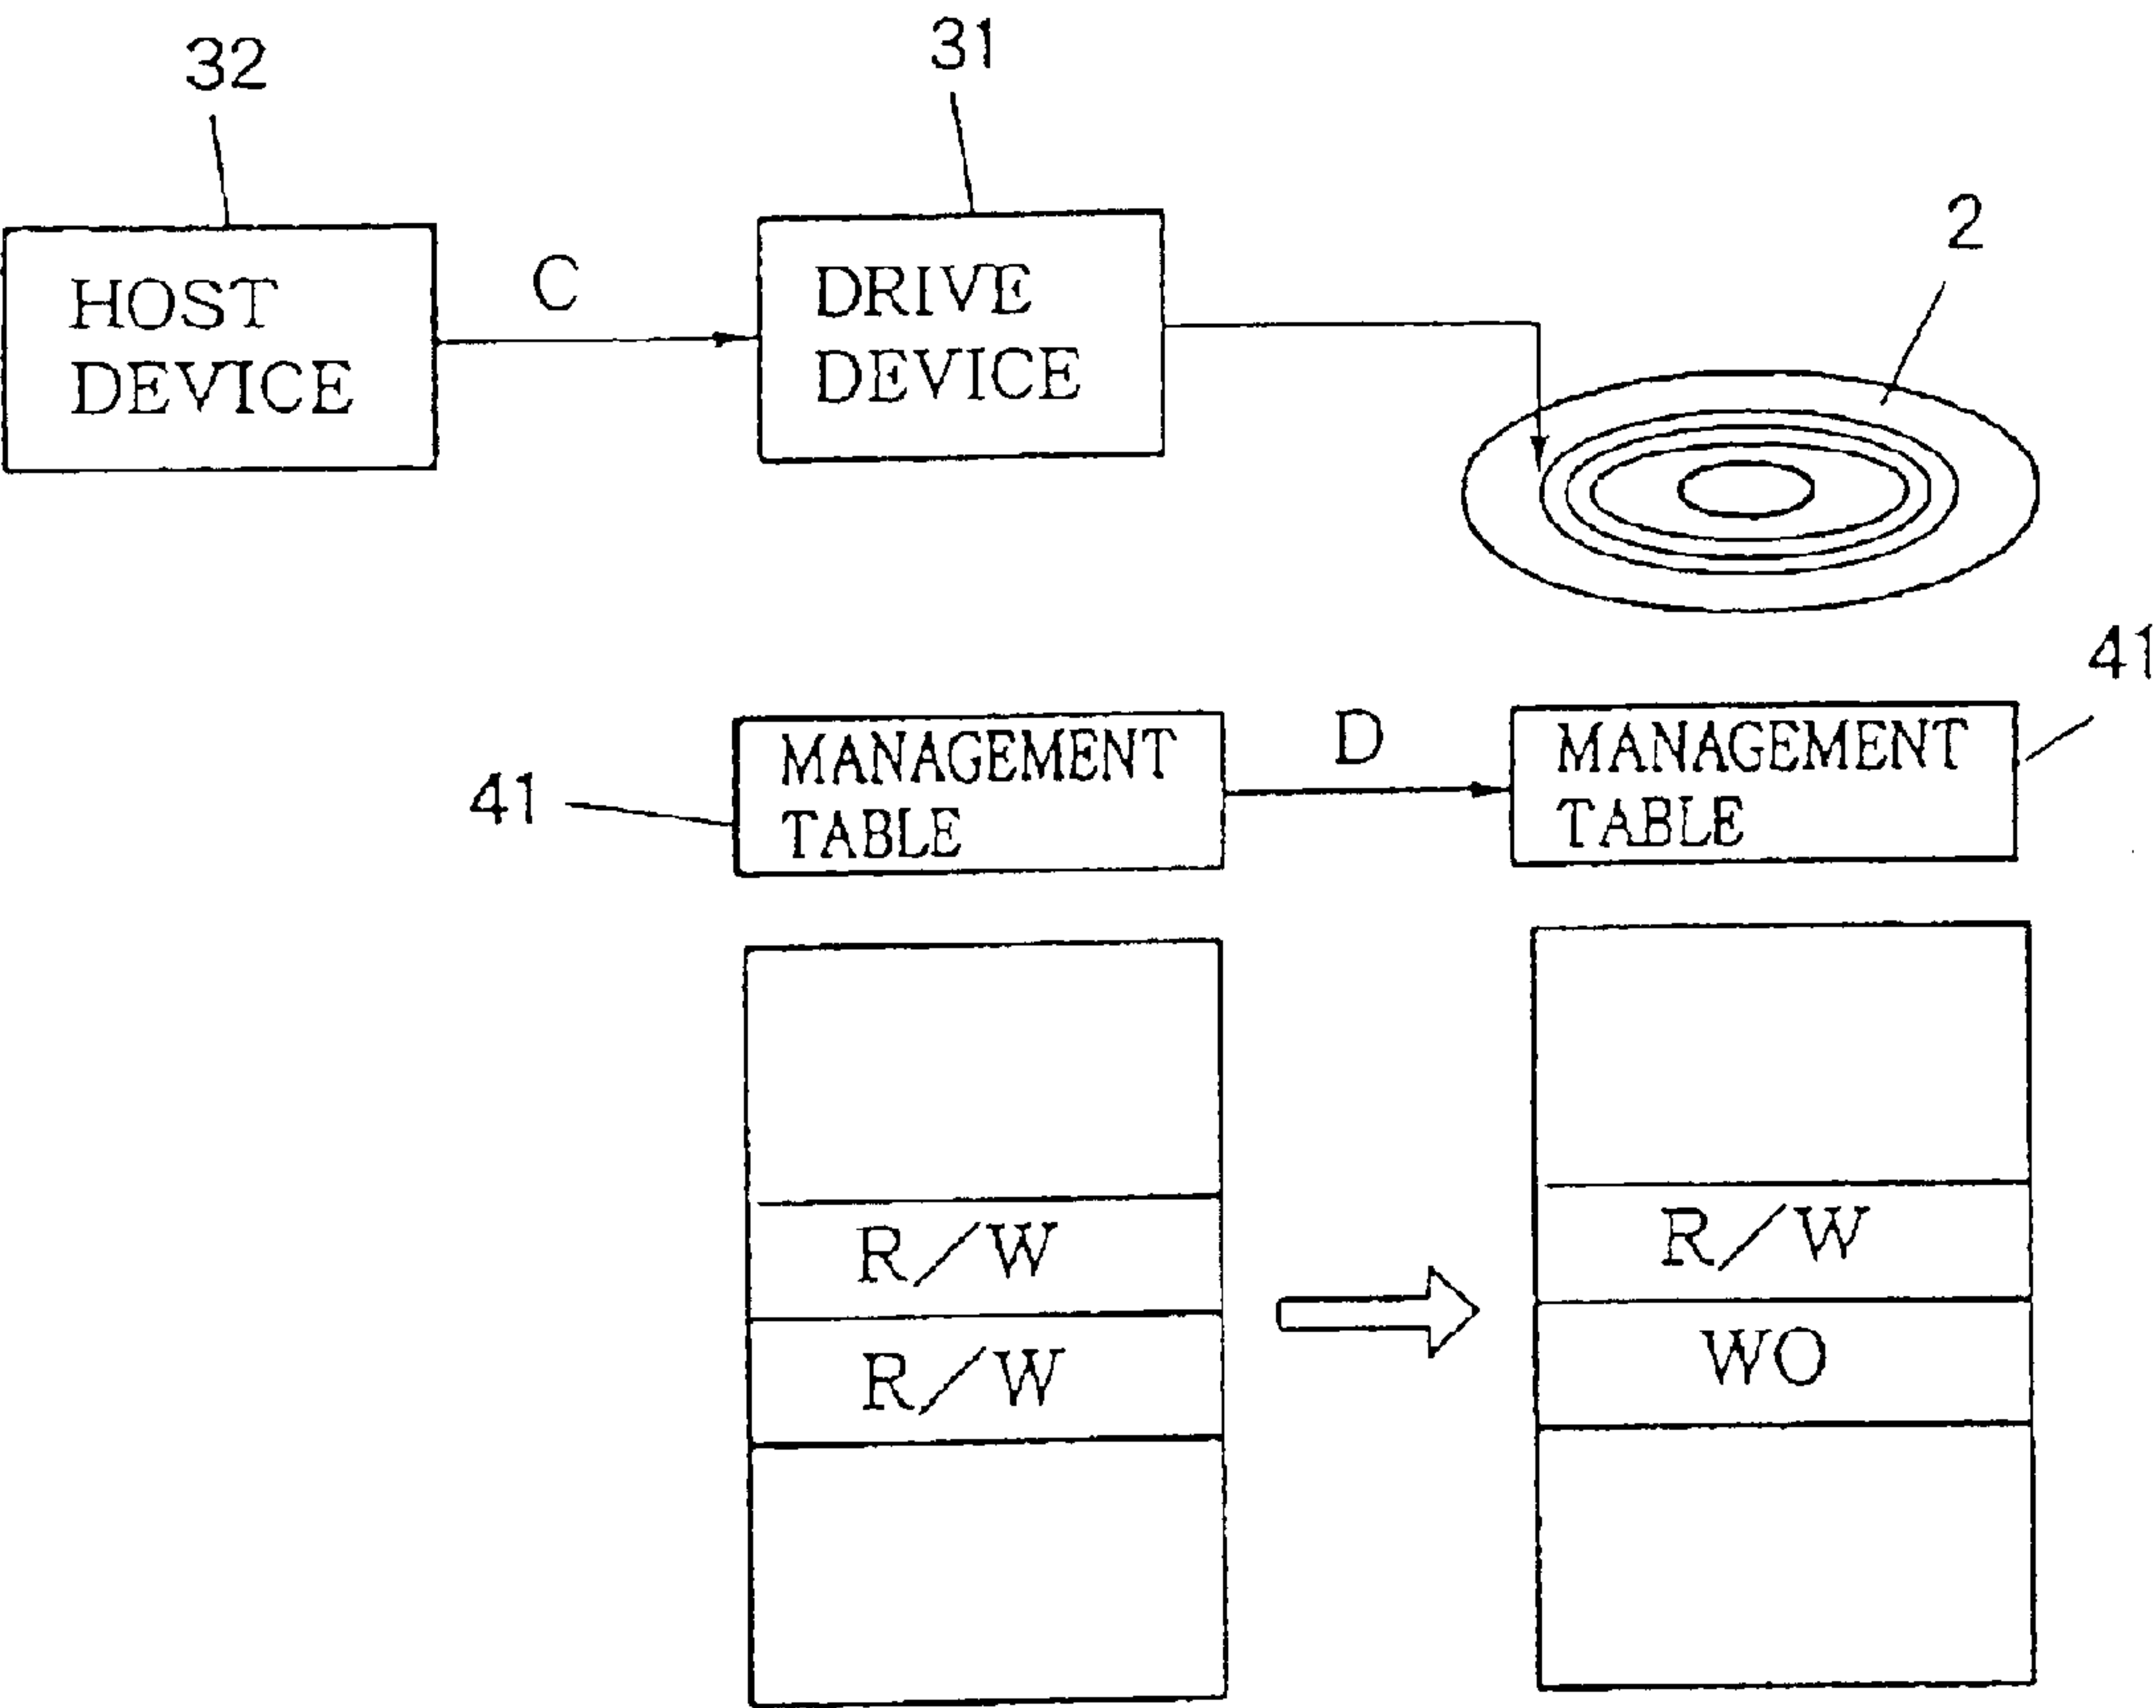 32
31
2
HOST
DEVICE
C
DRIVE
DEVICE
41
MANAGEMENT
TABLE
D
MANAGEMENT
TABLE
41
R/W
R/W
R/W
WO